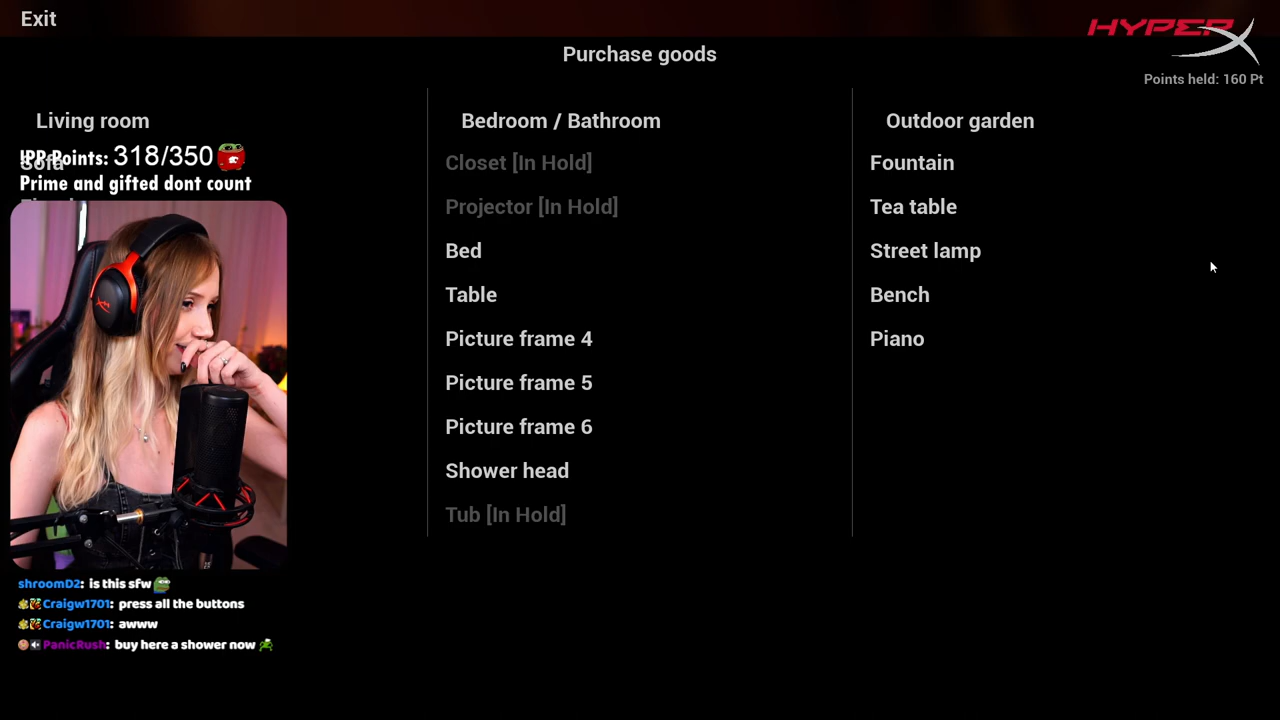 Exit
HYPERX
Purchase goods
Points held: 160 Pt
Living room
Sofa
IPP Points: 318/350
Prime and gifted dont count
Bedroom / Bathroom
Closet [In Hold]
Projector [In Hold]
Bed
Table
Picture frame 4
Picture frame 5
Picture frame 6
Shower head
Tub [In Hold]
Outdoor garden
Fountain
Tea table
Street lamp
Bench
Piano
shroomD2: is this sfw
Craigw1701: press all the buttons
Craigw1701: awww
PanicRush: buy here a shower now